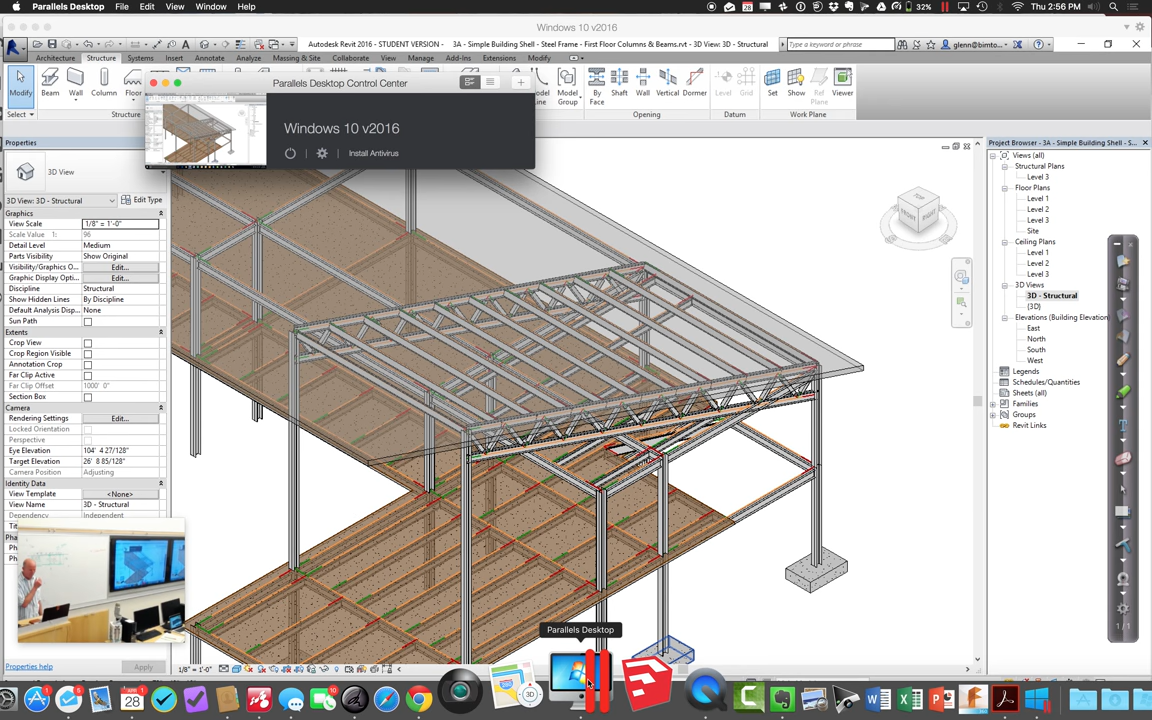 Parallels Desktop File Edit View Window Help
28 32% Thu 2:56 PM
Windows 10 v2016
Autodesk Revit 2016 - STUDENT VERSION - 3A - Simple Building Shell - Steel Frame - First Floor Columns & Beams.rvt - 3D View: 3D - Structural
Type a keyword or phrase
glenn@bimto...
Architecture Structure Systems Insert Annotate Analyze Massing & Site Collaborate View Manage Add-Ins Extensions Modify
Modify
Beam
Wall
Column
Floor
Model Line
Model Group
By Face
Shaft
Wall
Vertical
Dormer
Level
Grid
Set
Show
Ref Plane
Viewer
Select
Structure
Opening
Datum
Work Plane
Parallels Desktop Control Center
Windows 10 v2016
Install Antivirus
Properties
3D View
3D View: 3D - Structural
Edit Type
Graphics
View Scale 1/8" = 1'-0"
Scale Value 1: 96
Detail Level Medium
Parts Visibility Show Original
Visibility/Graphics O... Edit...
Graphic Display Opti... Edit...
Discipline Structural
Show Hidden Lines By Discipline
Default Analysis Disp... None
Sun Path
Extents
Crop View
Crop Region Visible
Annotation Crop
Far Clip Active
Far Clip Offset 1000' 0"
Section Box
Camera
Rendering Settings Edit...
Locked Orientation
Perspective
Eye Elevation 104' 4 27/128"
Target Elevation 26' 8 85/128"
Camera Position Adjusting
Identity Data
View Template <None>
View Name 3D - Structural
Dependency Independent
Properties help
Apply
1/8" = 1'-0"
TOP
FRONT
RIGHT
Project Browser - 3A - Simple Building Shell - S...
Views (all)
Structural Plans
Level 3
Floor Plans
Level 1
Level 2
Level 3
Site
Ceiling Plans
Level 1
Level 2
Level 3
3D Views
3D - Structural
{3D}
Elevations (Building Elevation)
East
North
South
West
Legends
Schedules/Quantities
Sheets (all)
Families
Groups
Revit Links
1 / 1
Parallels Desktop
28
3D